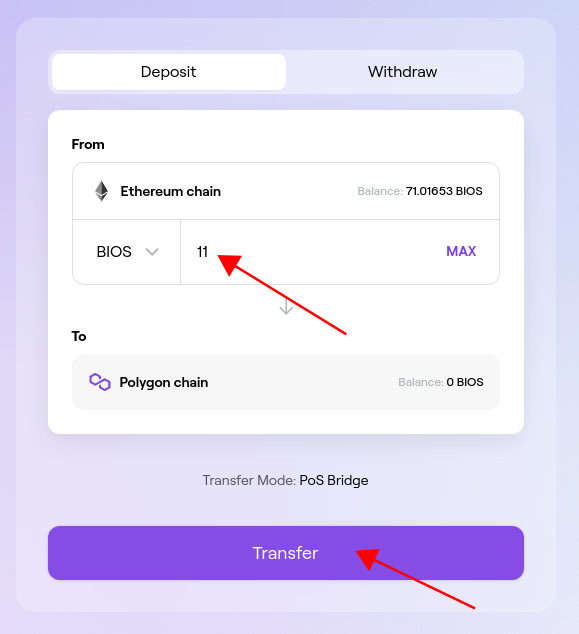 Deposit Withdraw
From
Ethereum chain Balance: 71.01653 BIOS
BIOS 11 MAX
To
Polygon chain Balance: 0 BIOS
Transfer Mode: PoS Bridge
Transfer